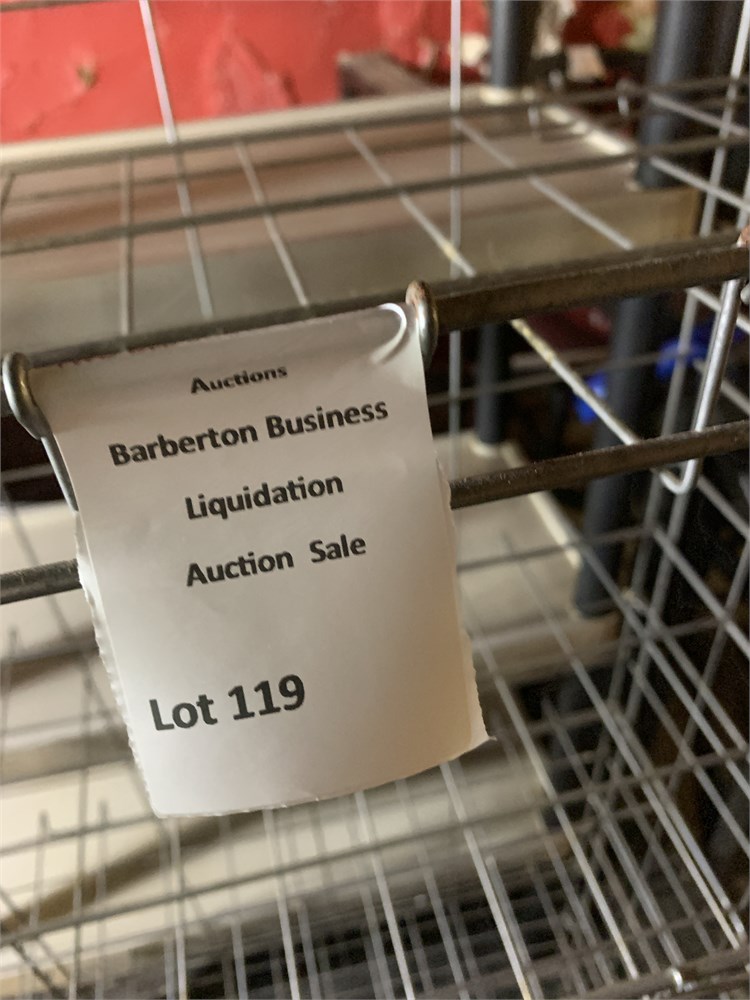 Auctions
Barberton Business
Liquidation
Auction Sale
Lot 119